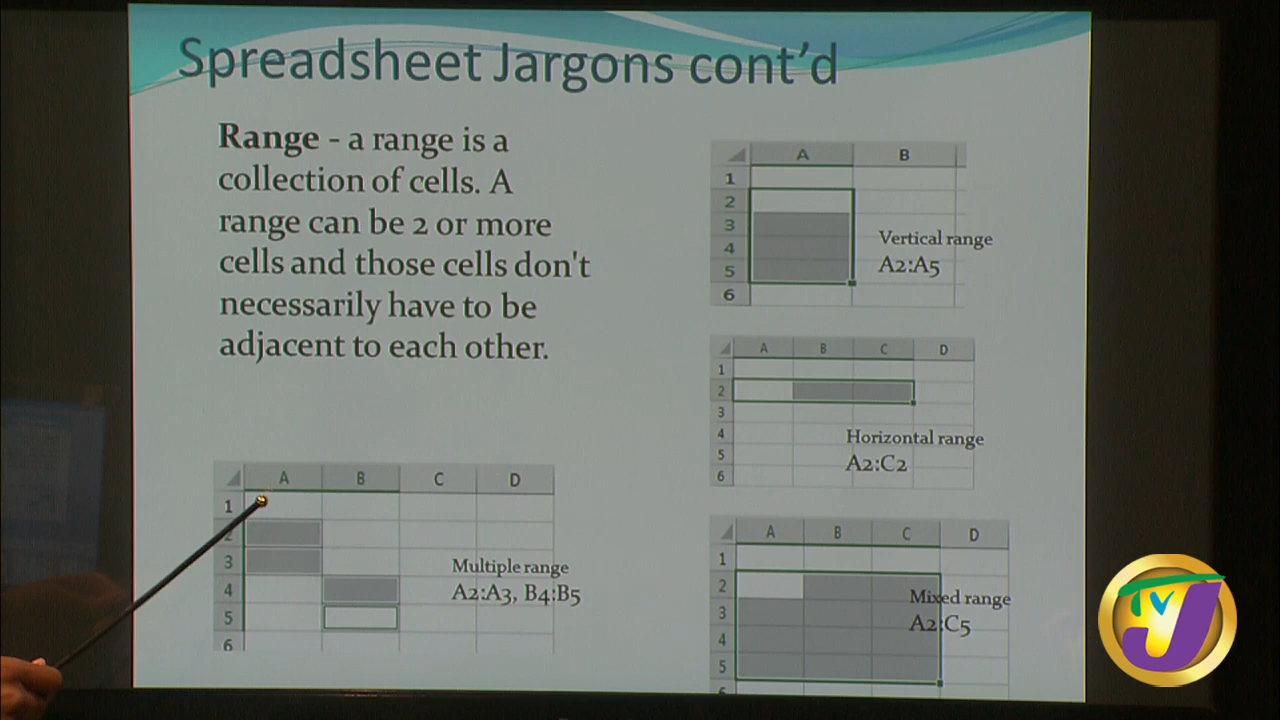 Spreadsheet Jargons cont'd
Range - a range is a
collection of cells. A
range can be 2 or more
cells and those cells don't
necessarily have to be
adjacent to each other.
A B
1
2
3
4
5
6
Vertical range
A2:A5
A B C D
1
2
3
4
5
6
Horizontal range
A2:C2
A B C D
1
2
3
4
5
6
Multiple range
A2:A3, B4:B5
A B C D
1
2
3
4
5
Mixed range
A2:C5
TVJ